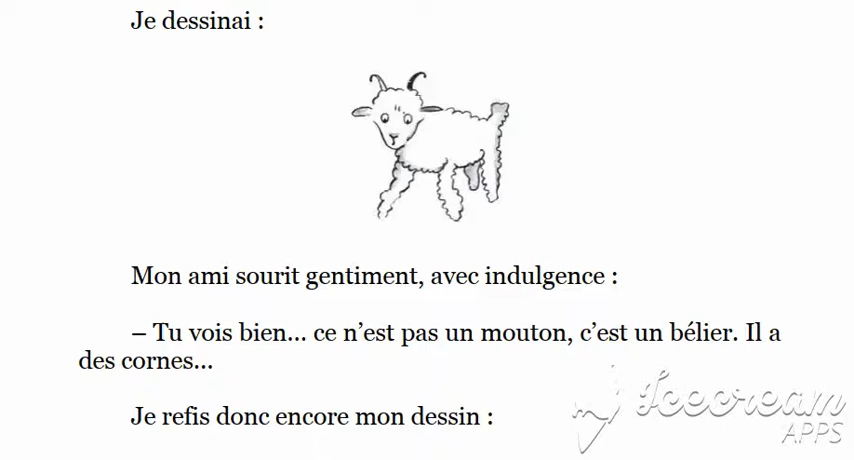 Je dessinai :
Mon ami sourit gentiment, avec indulgence :
– Tu vois bien... ce n’est pas un mouton, c’est un bélier. Il a
des cornes...
Je refis donc encore mon dessin :
Icecream
APPS